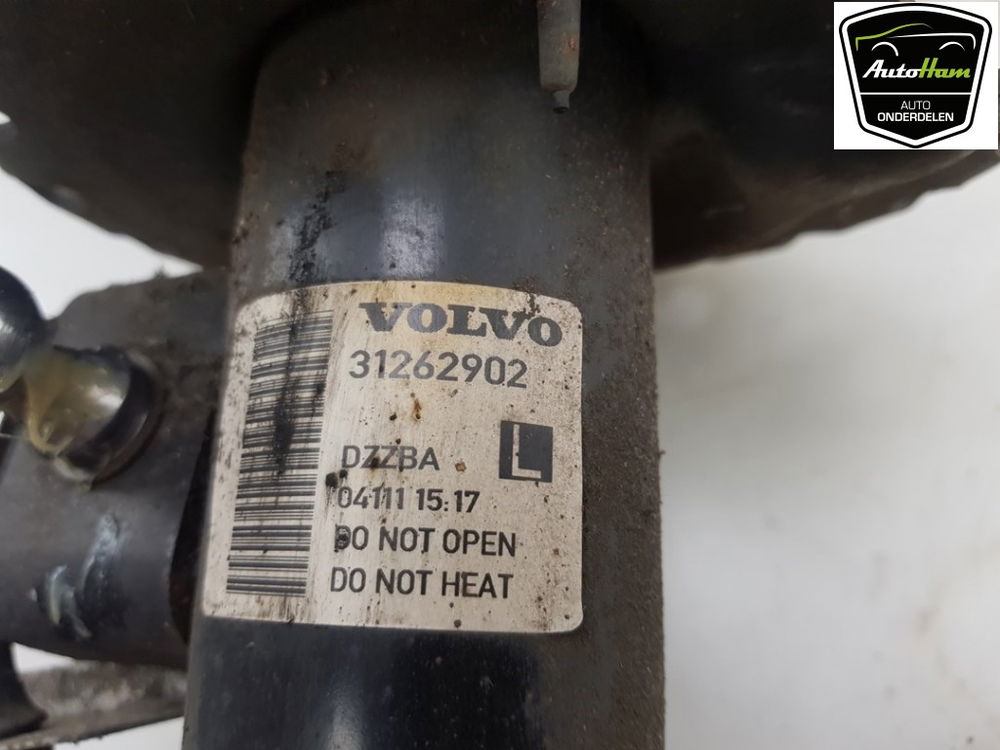 AutoHam
AUTO
ONDERDELEN
VOLVO
31262902
L
DZZBA
04111 15:17
DO NOT OPEN
DO NOT HEAT